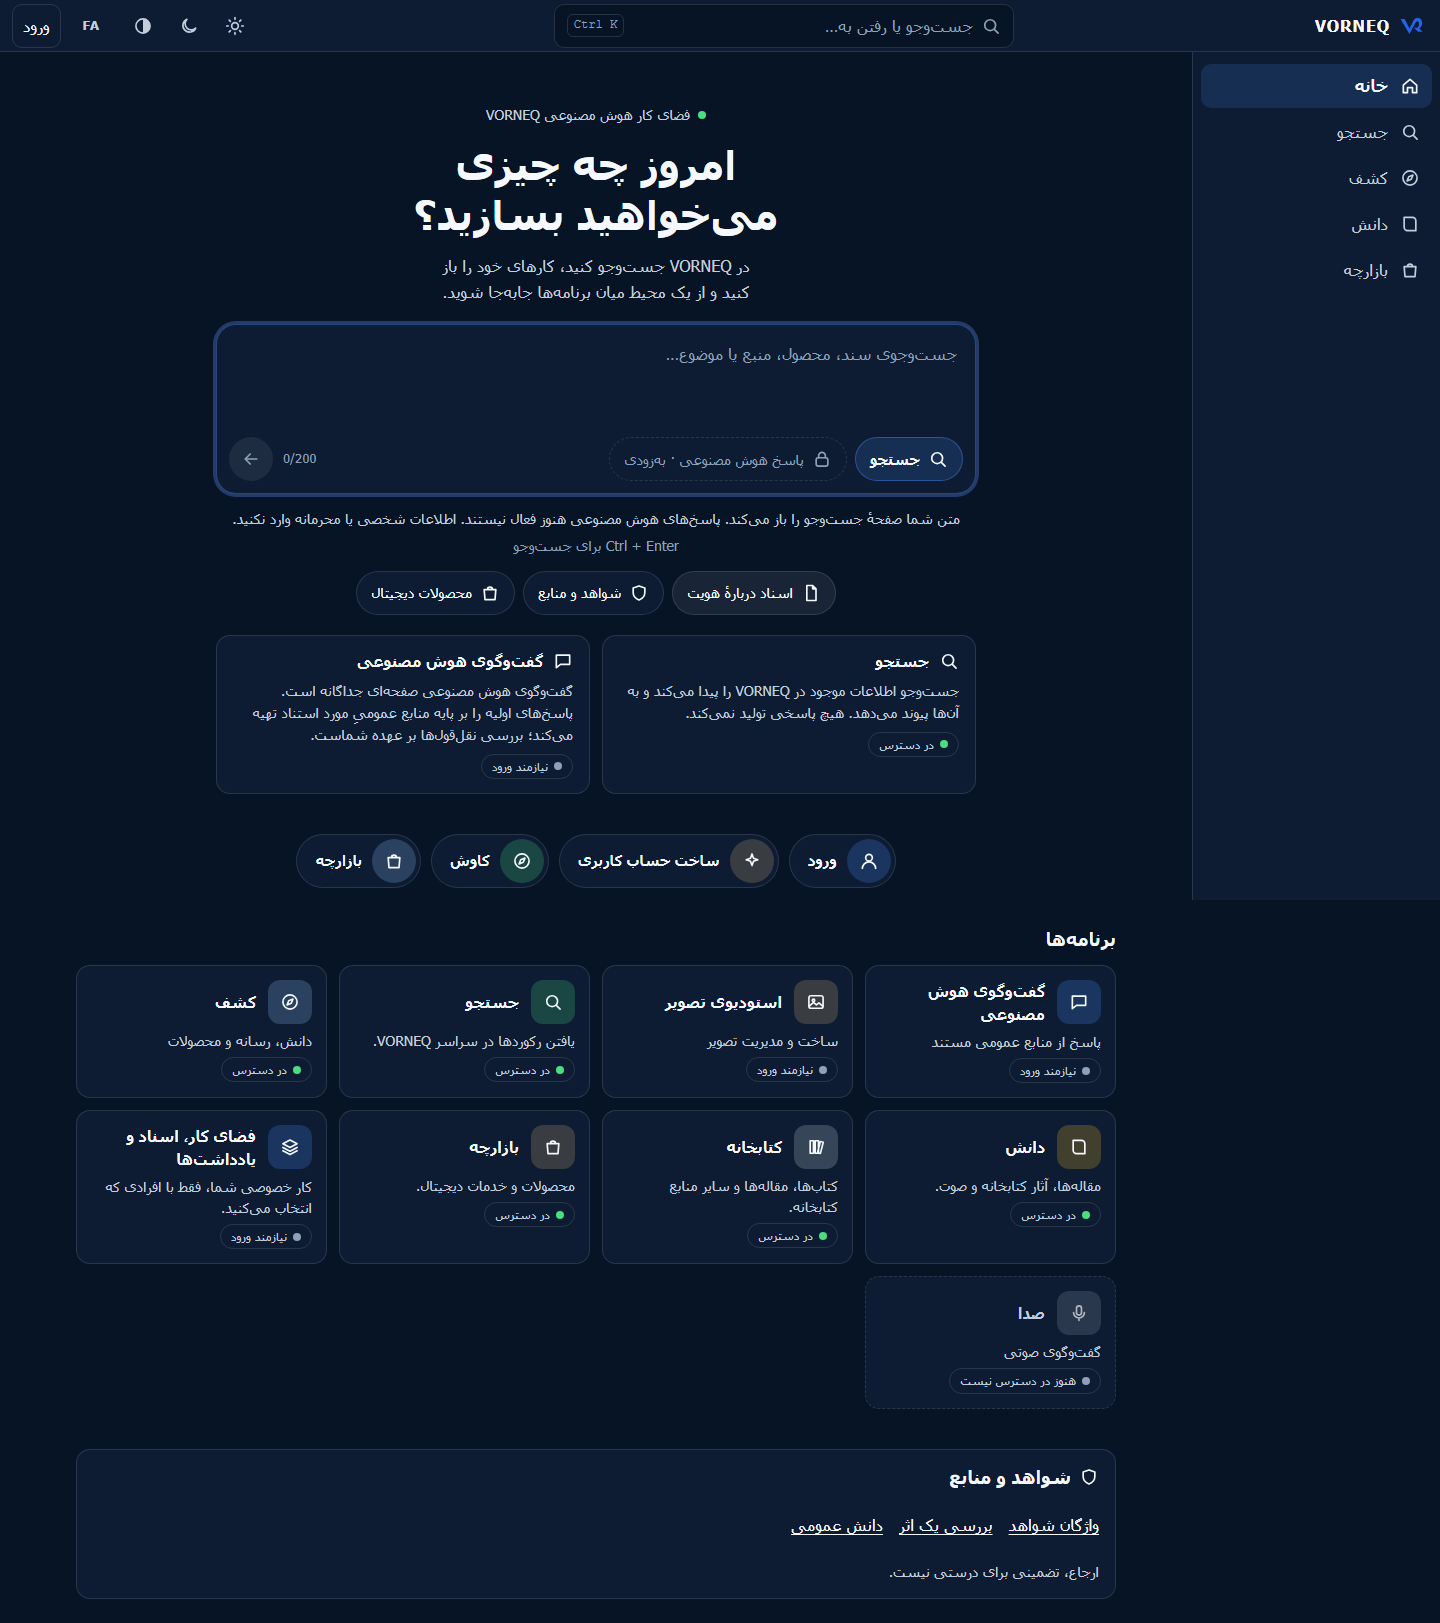 VORNEQ
جست‌وجو یا رفتن به...
Ctrl K
FA
ورود
خانه
جستجو
کشف
دانش
بازارچه
فضای کار هوش مصنوعی VORNEQ
امروز چه چیزی
می‌خواهید بسازید؟
در VORNEQ جست‌وجو کنید، کارهای خود را باز
کنید و از یک محیط میان برنامه‌ها جابه‌جا شوید.
جست‌وجوی سند، محصول، منبع یا موضوع...
جستجو
پاسخ هوش مصنوعی · به‌زودی
0/200
متن شما صفحهٔ جست‌وجو را باز می‌کند. پاسخ‌های هوش مصنوعی هنوز فعال نیستند. اطلاعات شخصی یا محرمانه وارد نکنید.
Ctrl + Enter برای جست‌وجو
اسناد دربارهٔ هویت
شواهد و منابع
محصولات دیجیتال
جستجو
جست‌وجو اطلاعات موجود در VORNEQ را پیدا می‌کند و به
آن‌ها پیوند می‌دهد. هیچ پاسخی تولید نمی‌کند.
در دسترس
گفت‌وگوی هوش مصنوعی
گفت‌وگوی هوش مصنوعی صفحه‌ای جداگانه است.
پاسخ‌های اولیه را بر پایه منابع عمومیِ مورد استناد تهیه
می‌کند؛ بررسی نقل‌قول‌ها بر عهده شماست.
نیازمند ورود
ورود
ساخت حساب کاربری
کاوش
بازارچه
برنامه‌ها
گفت‌وگوی هوش
مصنوعی
پاسخ از منابع عمومی مستند
نیازمند ورود
استودیوی تصویر
ساخت و مدیریت تصویر
نیازمند ورود
جستجو
یافتن رکوردها در سراسر VORNEQ.
در دسترس
کشف
دانش، رسانه و محصولات
در دسترس
دانش
مقاله‌ها، آثار کتابخانه و صوت.
در دسترس
کتابخانه
کتاب‌ها، مقاله‌ها و سایر منابع
کتابخانه.
در دسترس
بازارچه
محصولات و خدمات دیجیتال.
در دسترس
فضای کار، اسناد و
یادداشت‌ها
کار خصوصی شما، فقط با افرادی که
انتخاب می‌کنید.
نیازمند ورود
صدا
گفت‌وگوی صوتی
هنوز در دسترس نیست
شواهد و منابع
واژگان شواهد
بررسی یک اثر
دانش عمومی
ارجاع، تضمینی برای درستی نیست.